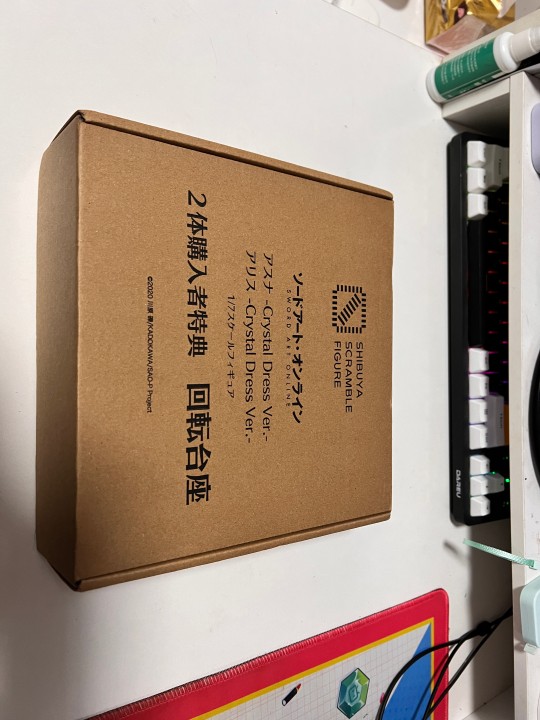 SHIBUYA
SCRAMBLE
FIGURE
ソードアート・オンライン
SWORD ART ONLINE
アスナ -Crystal Dress Ver.-
アリス -Crystal Dress Ver.-
1/7スケールフィギュア
2体購入者特典 回転台座
©2020 川原 礫/KADOKAWA/SAO-P Project
DAREU